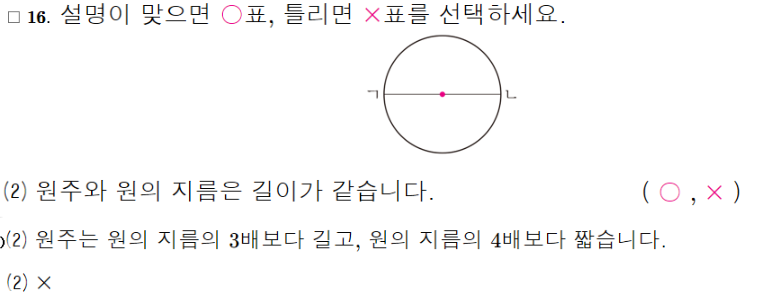 □ 16. 설명이 맞으면 ○표, 틀리면 ×표를 선택하세요.
ㄱ ㄴ
(2) 원주와 원의 지름은 길이가 같습니다. ( ○ , × )
(2) 원주는 원의 지름의 3배보다 길고, 원의 지름의 4배보다 짧습니다.
(2) ×